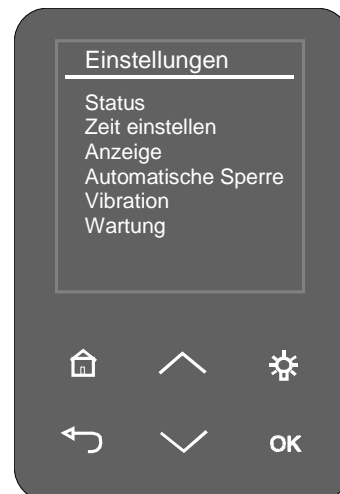 Einstellungen
Status
Zeit einstellen
Anzeige
Automatische Sperre
Vibration
Wartung
OK